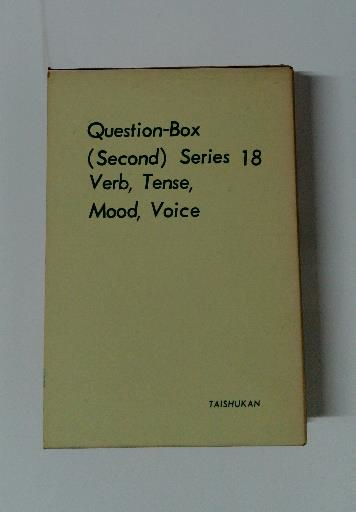 Question-Box
(Second) Series 18
Verb, Tense,
Mood, Voice
TAISHUKAN